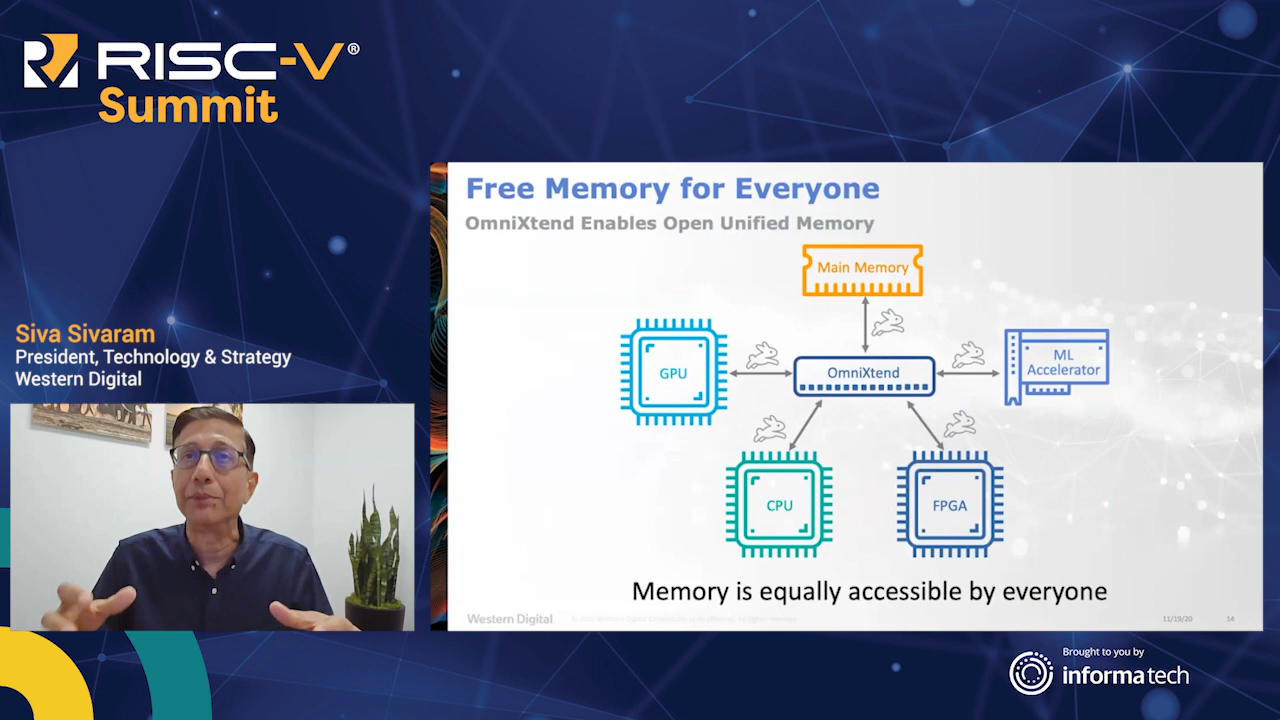 RISC-V®
Summit
Siva Sivaram
President, Technology & Strategy
Western Digital
Free Memory for Everyone
OmniXtend Enables Open Unified Memory
Main Memory
GPU
OmniXtend
ML
Accelerator
CPU
FPGA
Memory is equally accessible by everyone
Western Digital
11/19/20
14
Brought to you by
informa tech